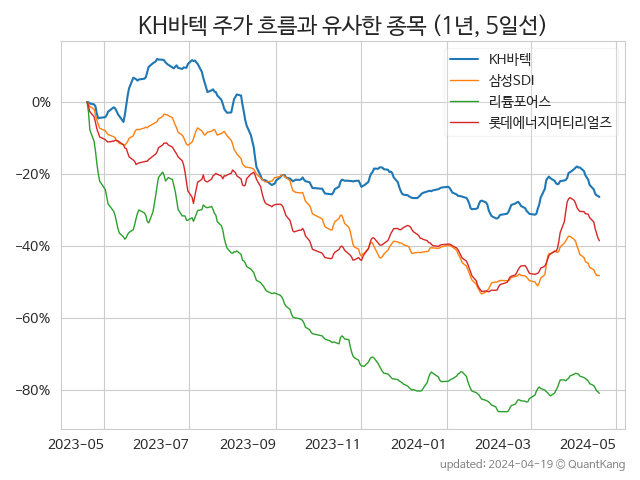 KH바텍 주가 흐름과 유사한 종목 (1년, 5일선)
KH바텍
삼성SDI
리튬포어스
롯데에너지머티리얼즈
0%
−20%
−40%
−60%
−80%
2023-05 2023-07 2023-09 2023-11 2024-01 2024-03 2024-05
updated: 2024-04-19 © QuantKang